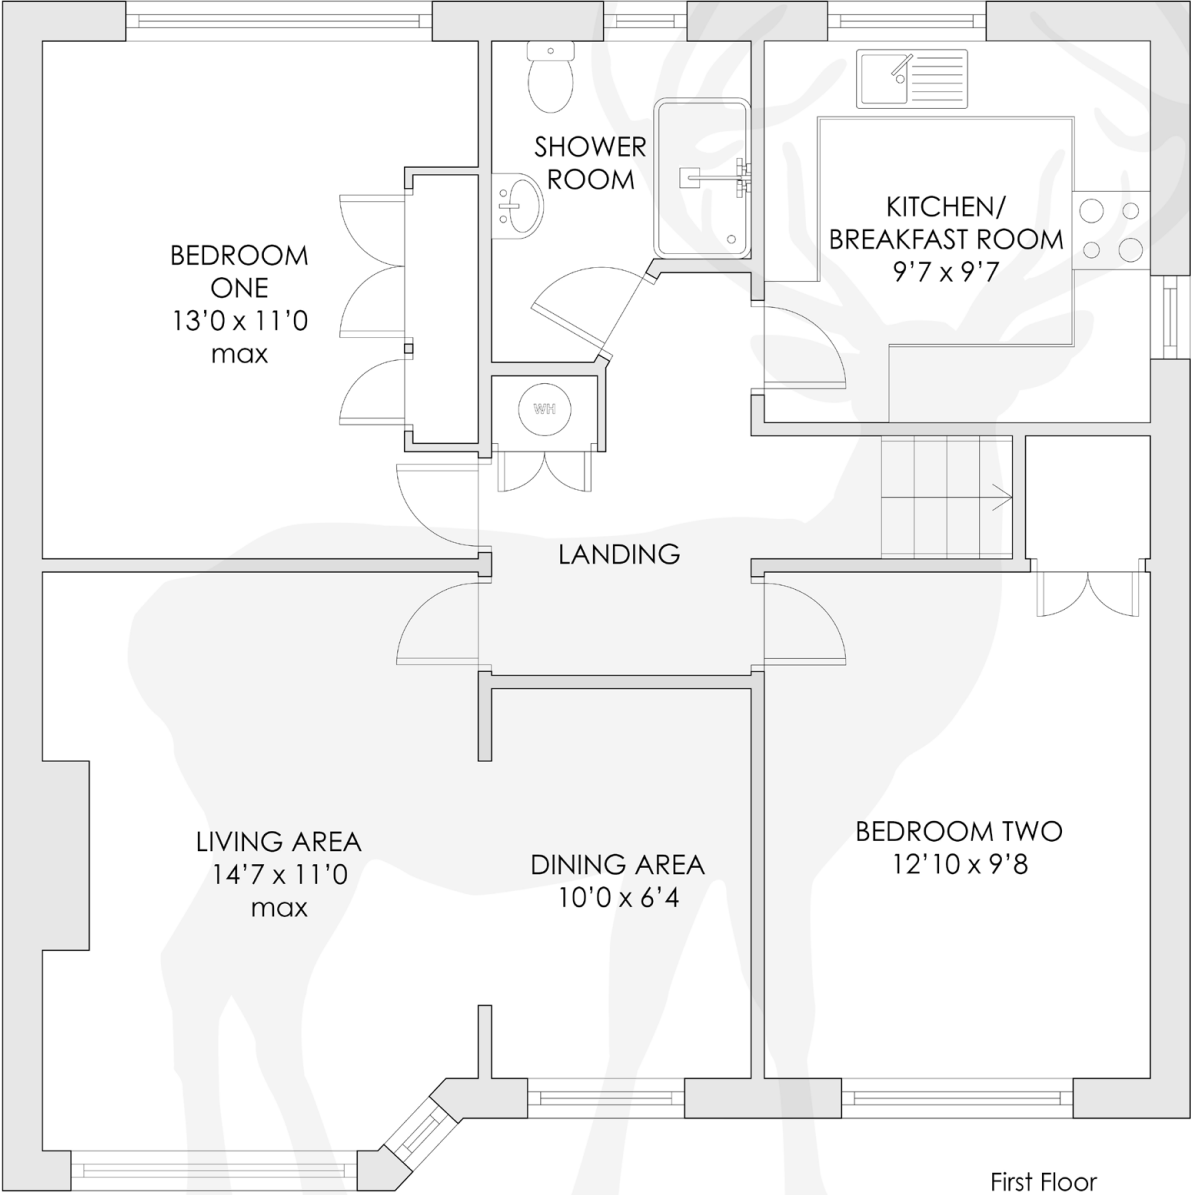 SHOWER
ROOM
KITCHEN/
BREAKFAST ROOM
9'7 x 9'7
BEDROOM
ONE
13'0 x 11'0
max
WH
LANDING
LIVING AREA
14'7 x 11'0
max
DINING AREA
10'0 x 6'4
BEDROOM TWO
12'10 x 9'8
First Floor